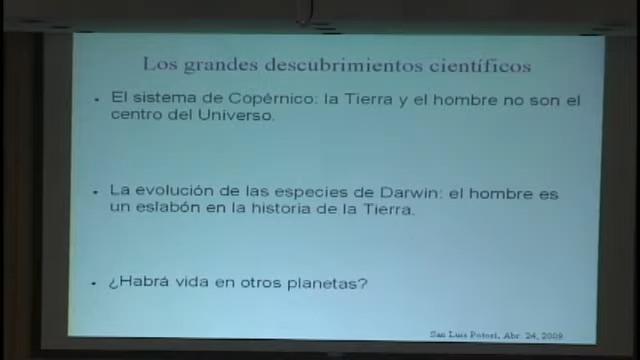 Los grandes descubrimientos científicos
• El sistema de Copérnico: la Tierra y el hombre no son el
centro del Universo.
• La evolución de las especies de Darwin: el hombre es
un eslabón en la historia de la Tierra.
• ¿Habrá vida en otros planetas?
San Luis Potosí, Abr. 24, 2009